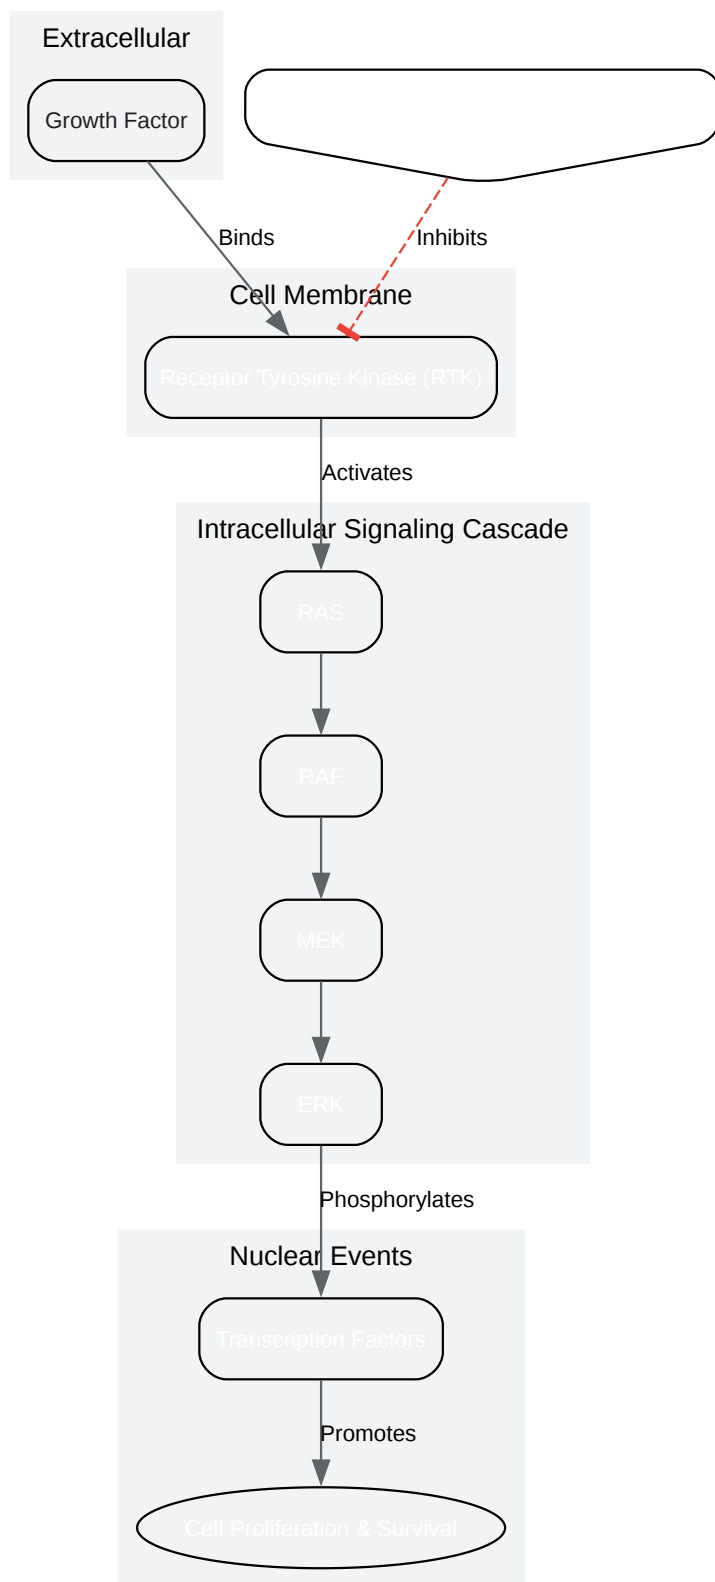 Extracellular
Growth Factor
Binds
Inhibits
Cell Membrane
Receptor Tyrosine Kinase (RTK)
Activates
Intracellular Signaling Cascade
RAS
RAF
MEK
ERK
Phosphorylates
Nuclear Events
Transcription Factors
Promotes
Cell Proliferation & Survival